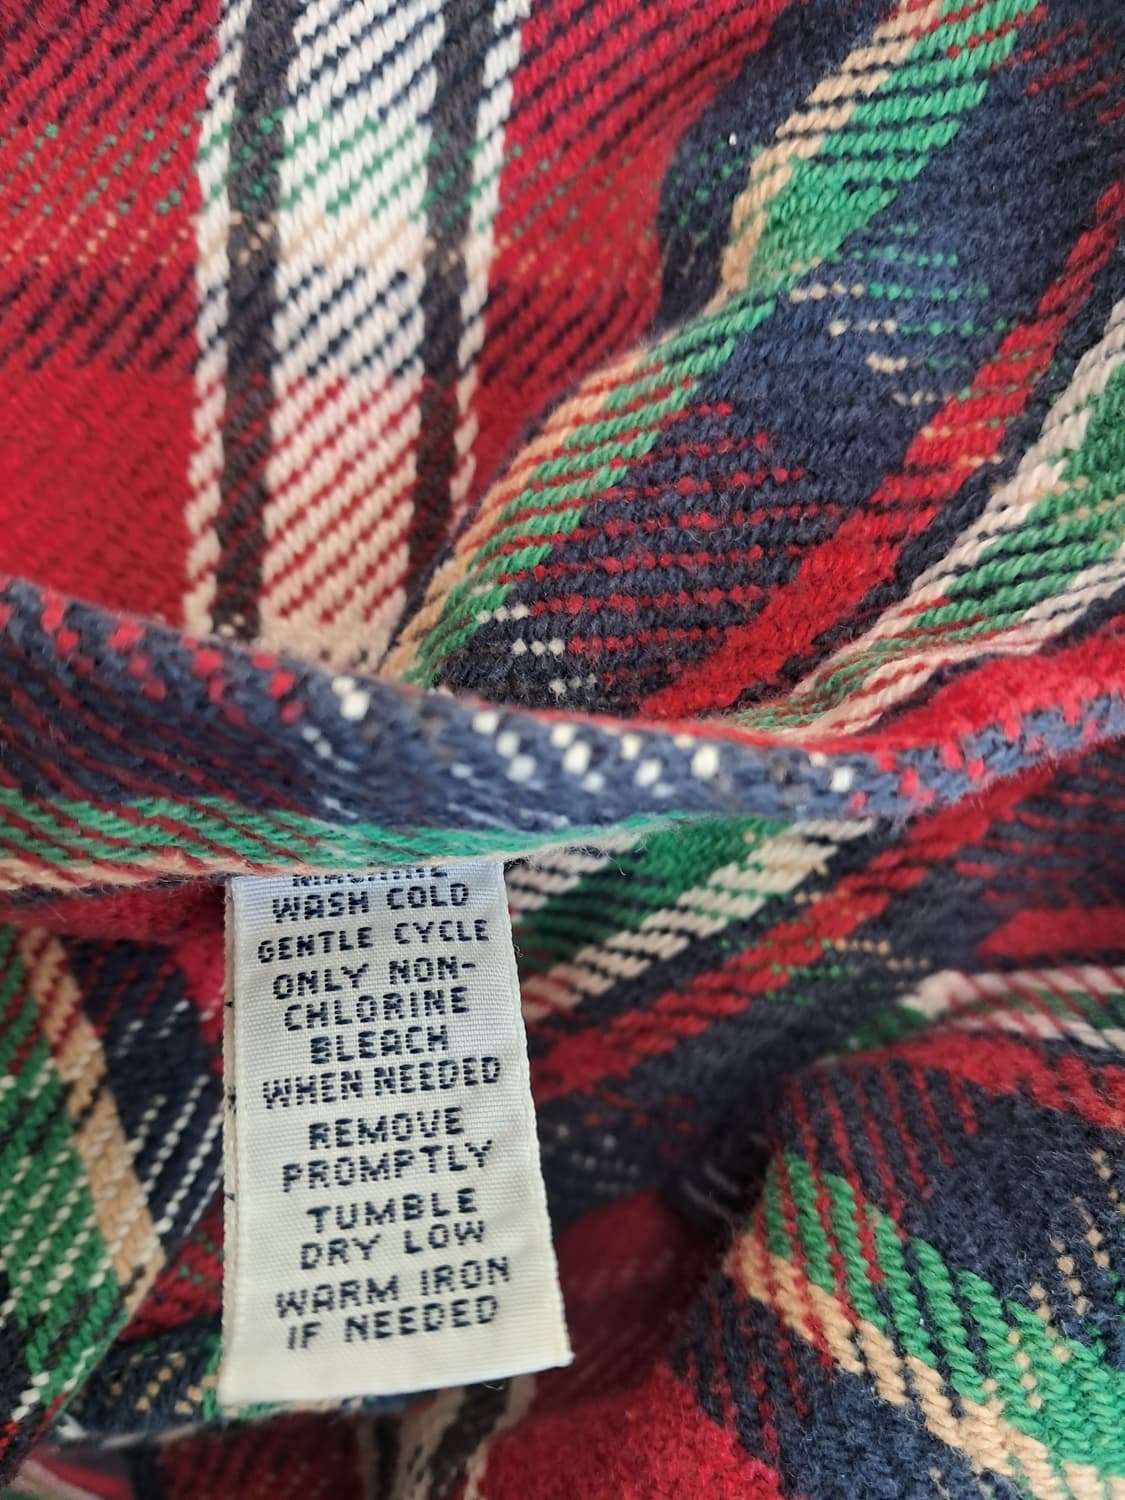 MACHINE
WASH COLD
GENTLE CYCLE
ONLY NON-
CHLORINE
BLEACH
WHEN NEEDED
REMOVE
PROMPTLY
TUMBLE
DRY LOW
WARM IRON
IF NEEDED